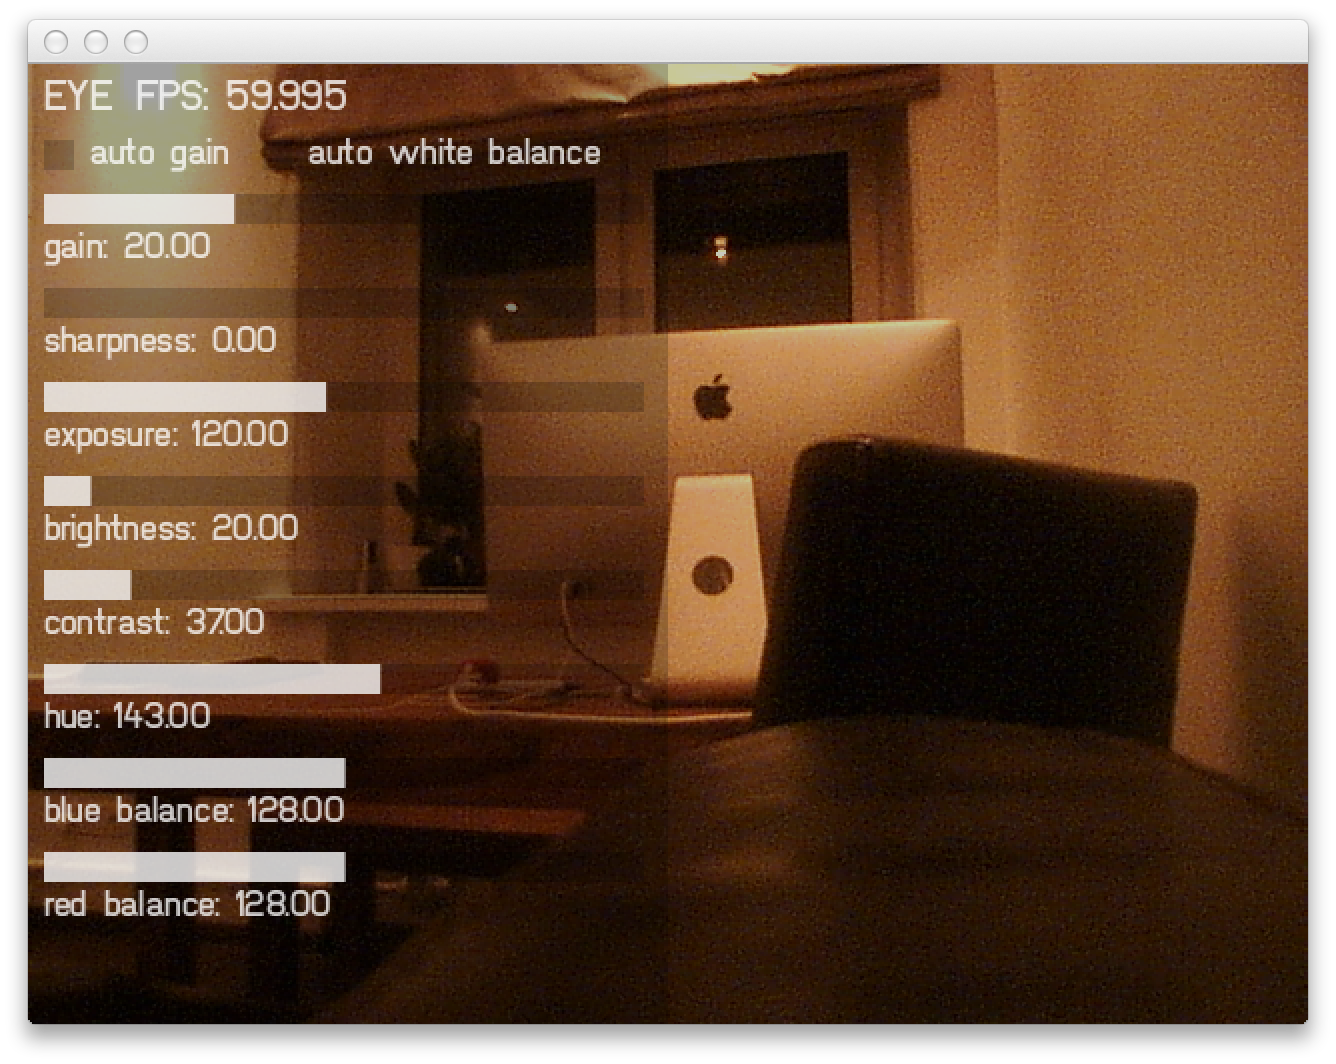 EYE FPS: 59.995
auto gain auto white balance
gain: 20.00
sharpness: 0.00
exposure: 120.00
brightness: 20.00
contrast: 37.00
hue: 143.00
blue balance: 128.00
red balance: 128.00